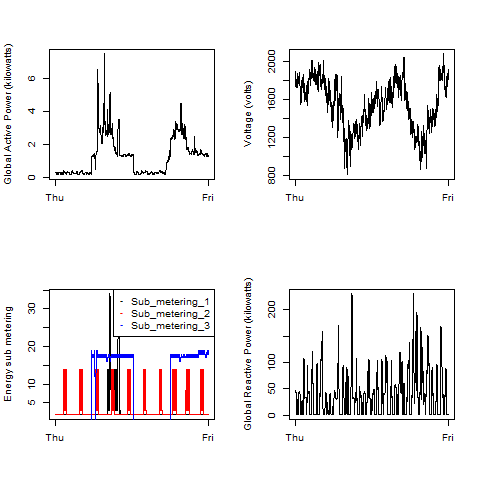 Global Active Power (kilowatts)
0 2 4 6
Thu Fri
Voltage (volts)
800 1200 1600 2000
Thu Fri
Energy sub metering
5 10 20 30
Sub_metering_1
Sub_metering_2
Sub_metering_3
Thu Fri
Global Reactive Power (kilowatts)
0 50 100 200
Thu Fri